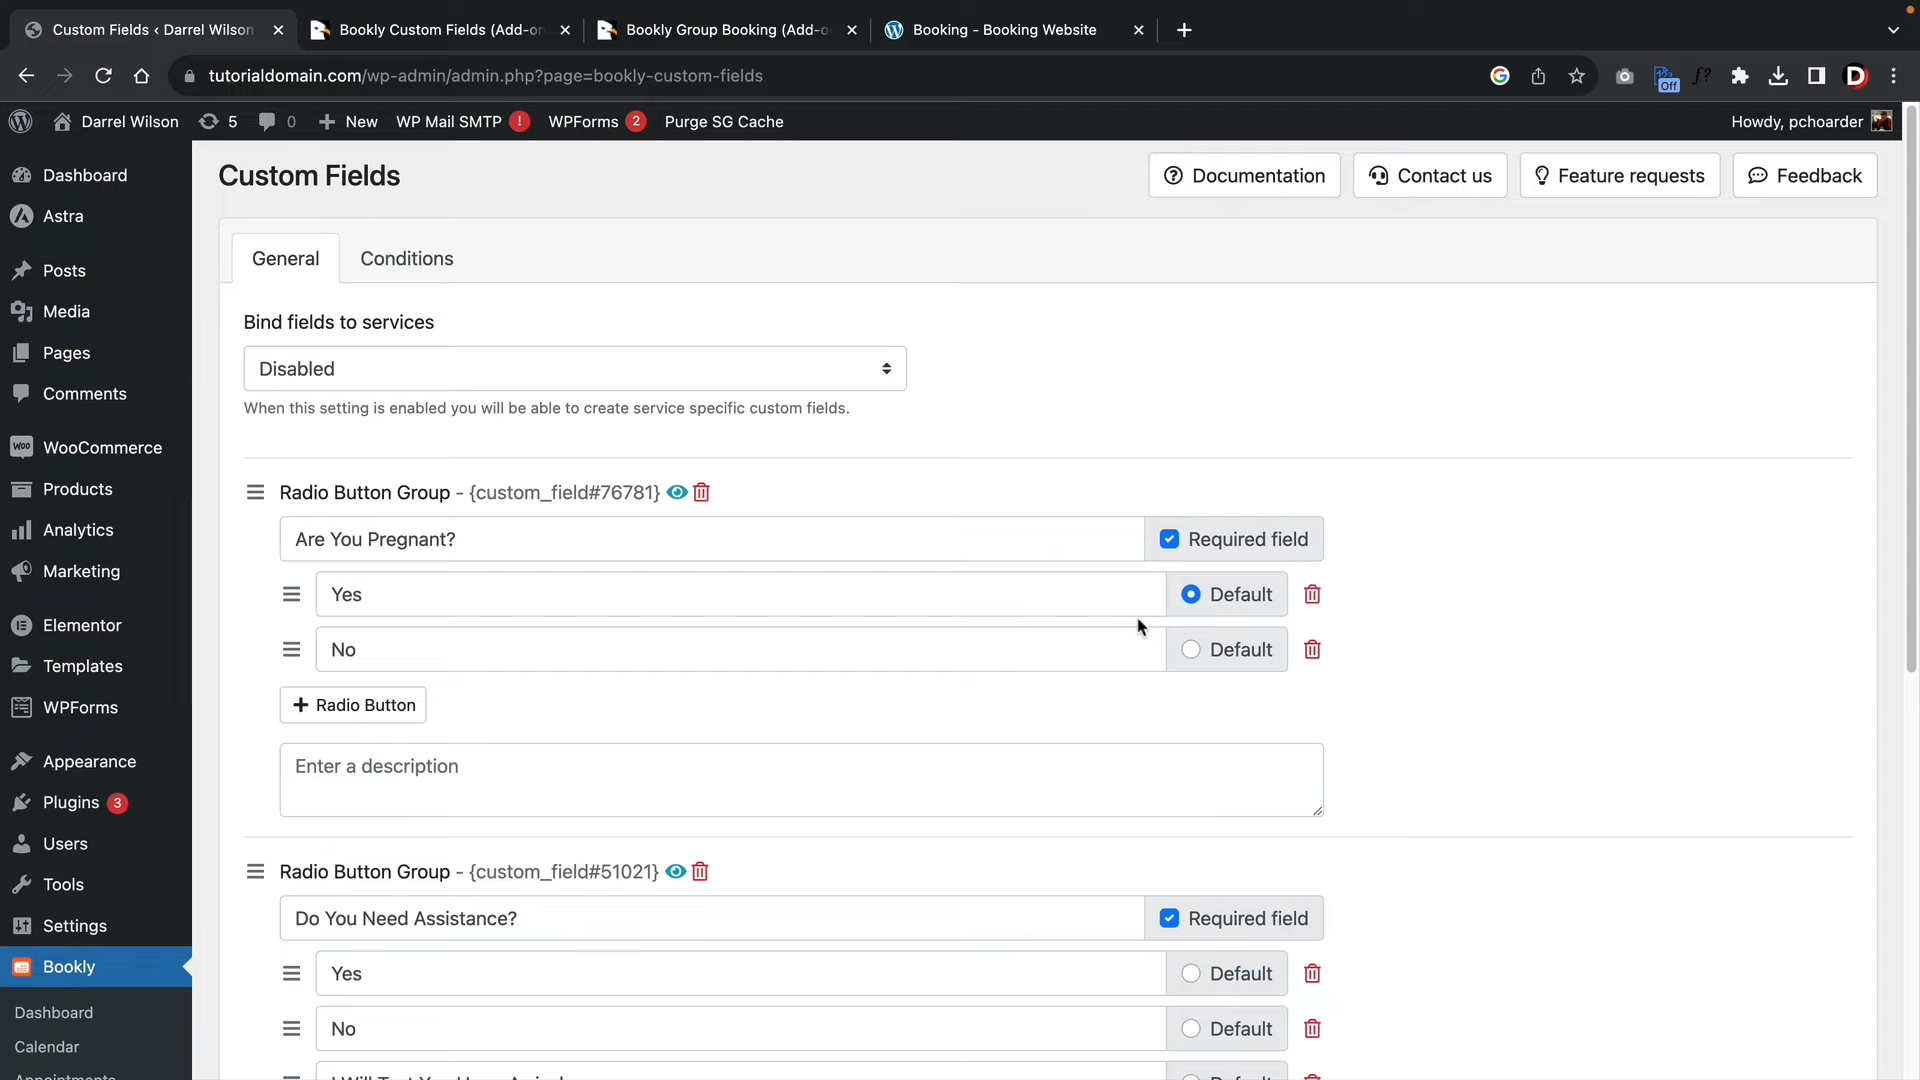 Custom Fields ‹ Darrel Wilson
Bookly Custom Fields (Add-on
Bookly Group Booking (Add-o
Booking - Booking Website
tutorialdomain.com/wp-admin/admin.php?page=bookly-custom-fields
Off
Darrel Wilson
5
0
New
WP Mail SMTP !
WPForms 2
Purge SG Cache
Howdy, pchoarder
Dashboard
Astra
Posts
Media
Pages
Comments
WooCommerce
Products
Analytics
Marketing
Elementor
Templates
WPForms
Appearance
Plugins 3
Users
Tools
Settings
Bookly
Dashboard
Calendar
Custom Fields
Documentation
Contact us
Feature requests
Feedback
General
Conditions
Bind fields to services
Disabled
When this setting is enabled you will be able to create service specific custom fields.
Radio Button Group - {custom_field#76781}
Are You Pregnant?
Required field
Yes
Default
No
Default
+ Radio Button
Enter a description
Radio Button Group - {custom_field#51021}
Do You Need Assistance?
Required field
Yes
Default
No
Default